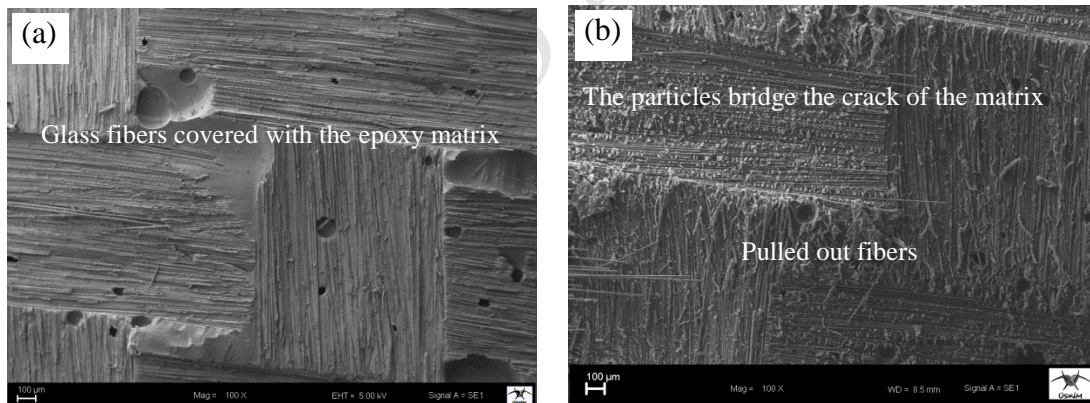 (a)
Glass fibers covered with the epoxy matrix
100 µm
Mag = 100 X
EHT = 5.00 kV
Signal A = SE1
ÜSKİM
(b)
The particles bridge the crack of the matrix
Pulled out fibers
100 µm
Mag = 100 X
WD = 8.5 mm
Signal A = SE1
ÜSKİM